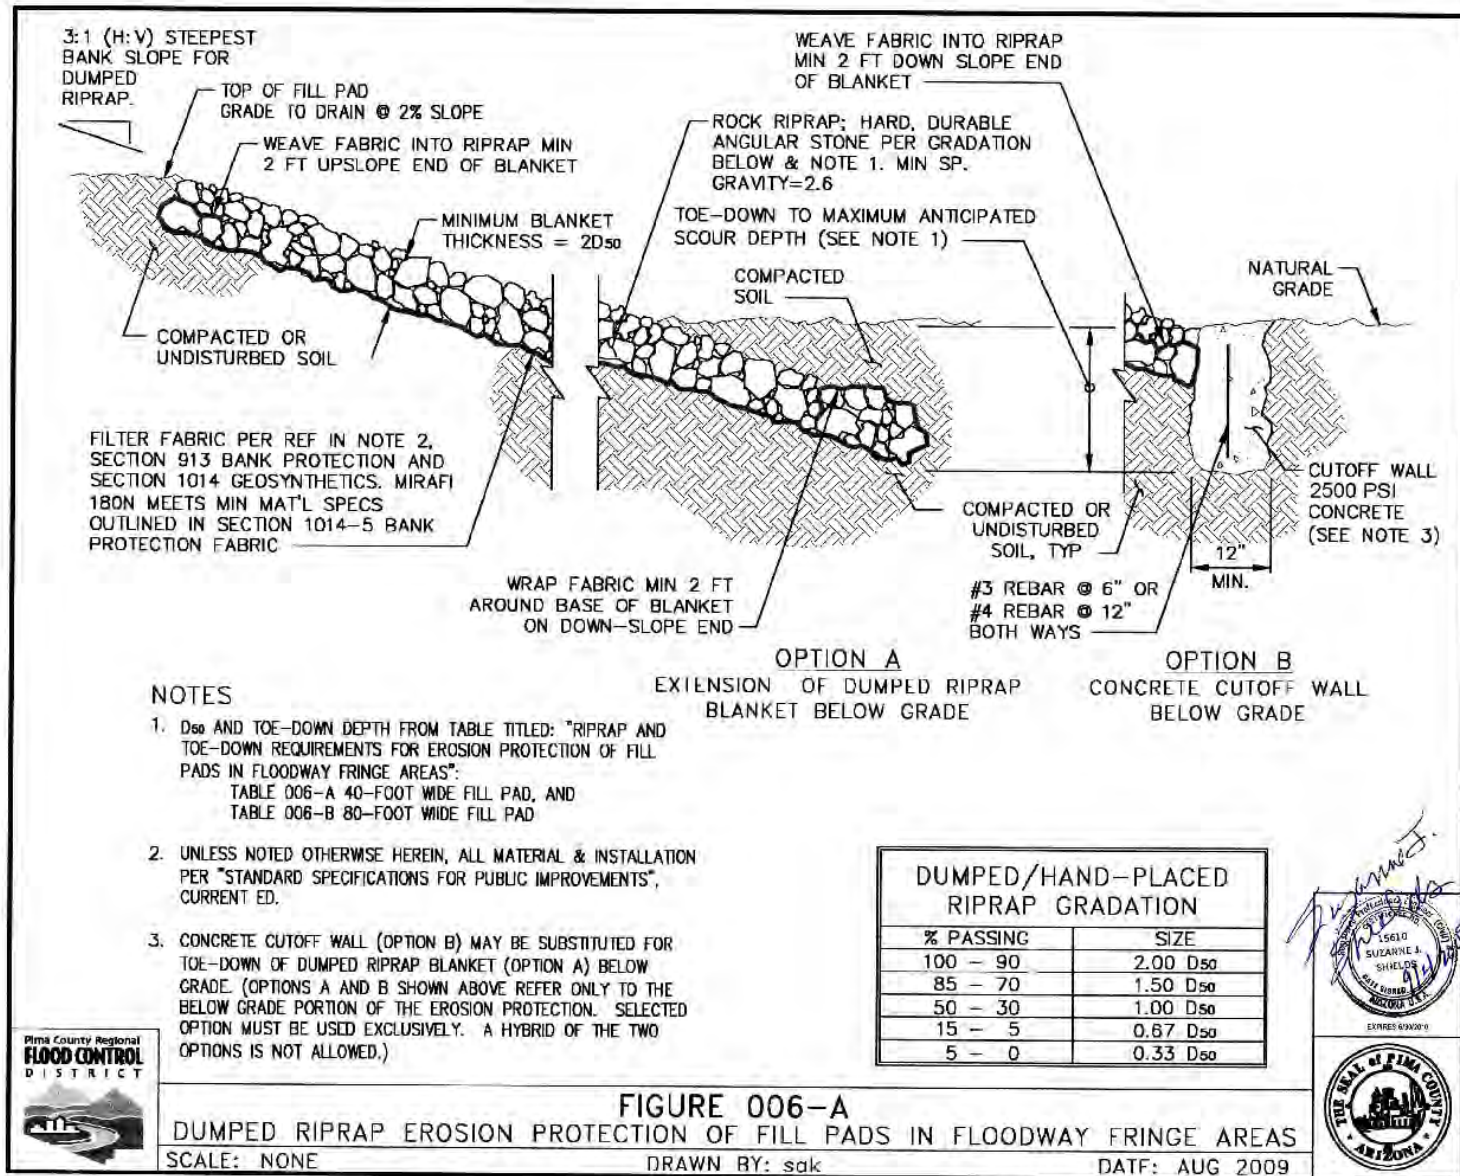 3:1 (H:V) STEEPEST
BANK SLOPE FOR
DUMPED
RIPRAP.
TOP OF FILL PAD
GRADE TO DRAIN @ 2% SLOPE
WEAVE FABRIC INTO RIPRAP MIN
2 FT UPSLOPE END OF BLANKET
MINIMUM BLANKET
THICKNESS = 2D50
COMPACTED OR
UNDISTURBED SOIL
FILTER FABRIC PER REF IN NOTE 2,
SECTION 913 BANK PROTECTION AND
SECTION 1014 GEOSYNTHETICS. MIRAFI
180N MEETS MIN MAT'L SPECS
OUTLINED IN SECTION 1014-5 BANK
PROTECTION FABRIC
WEAVE FABRIC INTO RIPRAP
MIN 2 FT DOWN SLOPE END
OF BLANKET
ROCK RIPRAP; HARD, DURABLE
ANGULAR STONE PER GRADATION
BELOW & NOTE 1. MIN SP.
GRAVITY=2.6
TOE-DOWN TO MAXIMUM ANTICIPATED
SCOUR DEPTH (SEE NOTE 1)
COMPACTED
SOIL
NATURAL
GRADE
COMPACTED OR
UNDISTURBED
SOIL, TYP
CUTOFF WALL
2500 PSI
CONCRETE
(SEE NOTE 3)
12"
MIN.
#3 REBAR @ 6" OR
#4 REBAR @ 12"
BOTH WAYS
WRAP FABRIC MIN 2 FT
AROUND BASE OF BLANKET
ON DOWN-SLOPE END
OPTION A
EXTENSION OF DUMPED RIPRAP
BLANKET BELOW GRADE
OPTION B
CONCRETE CUTOFF WALL
BELOW GRADE
NOTES
1. D50 AND TOE-DOWN DEPTH FROM TABLE TITLED: "RIPRAP AND
TOE-DOWN REQUIREMENTS FOR EROSION PROTECTION OF FILL
PADS IN FLOODWAY FRINGE AREAS":
TABLE 006-A 40-FOOT WIDE FILL PAD, AND
TABLE 006-B 80-FOOT WIDE FILL PAD
2. UNLESS NOTED OTHERWISE HEREIN, ALL MATERIAL & INSTALLATION
PER "STANDARD SPECIFICATIONS FOR PUBLIC IMPROVEMENTS",
CURRENT ED.
3. CONCRETE CUTOFF WALL (OPTION B) MAY BE SUBSTITUTED FOR
TOE-DOWN OF DUMPED RIPRAP BLANKET (OPTION A) BELOW
GRADE. (OPTIONS A AND B SHOWN ABOVE REFER ONLY TO THE
BELOW GRADE PORTION OF THE EROSION PROTECTION. SELECTED
OPTION MUST BE USED EXCLUSIVELY. A HYBRID OF THE TWO
OPTIONS IS NOT ALLOWED.)
DUMPED/HAND-PLACED
RIPRAP GRADATION
% PASSING SIZE
100 - 90 2.00 D50
85 - 70 1.50 D50
50 - 30 1.00 D50
15 - 5 0.67 D50
5 - 0 0.33 D50
Suzanne J.
Shields
15610
SUZANNE J.
SHIELDS
DATE SIGNED
ARIZONA U.S.A.
Pima County Regional
FLOOD CONTROL
DISTRICT
THE SEAL of PIMA COUNTY
ARIZONA
FIGURE 006-A
DUMPED RIPRAP EROSION PROTECTION OF FILL PADS IN FLOODWAY FRINGE AREAS
SCALE: NONE
DRAWN BY: sak
DATE: AUG 2009